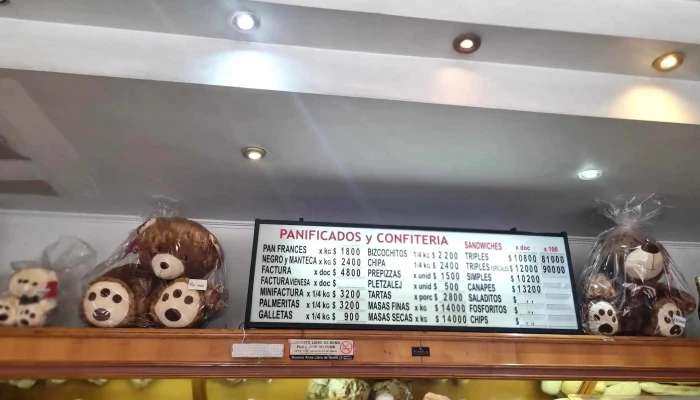 PANIFICADOS y CONFITERIA
PAN FRANCES x kg $ 1800
NEGRO y MANTECA x kg $ 2400
FACTURA x doc $ 4800
FACTURA VIENESA x doc $
MINIFACTURA x 1/4 kg $ 3200
PALMERITAS x 1/4 kg $ 3200
GALLETAS x 1/4 kg $ 900
BIZCOCHITOS 1/4 kg $ 2200
CHIPA 1/4 kg $ 2400
PREPIZZAS x unid $ 1500
PLETZALEJ x unid $ 500
TARTAS x porc $ 2800
MASAS FINAS x kg $ 14000
MASAS SECAS x kg $ 14000
SANDWICHES x doc x 100
TRIPLES $ 10800 81000
TRIPLES ESPECIALES $ 12000 90000
SIMPLES $ 10200
CANAPES $ 13200
SALADITOS $
FOSFORITOS $
CHIPS $